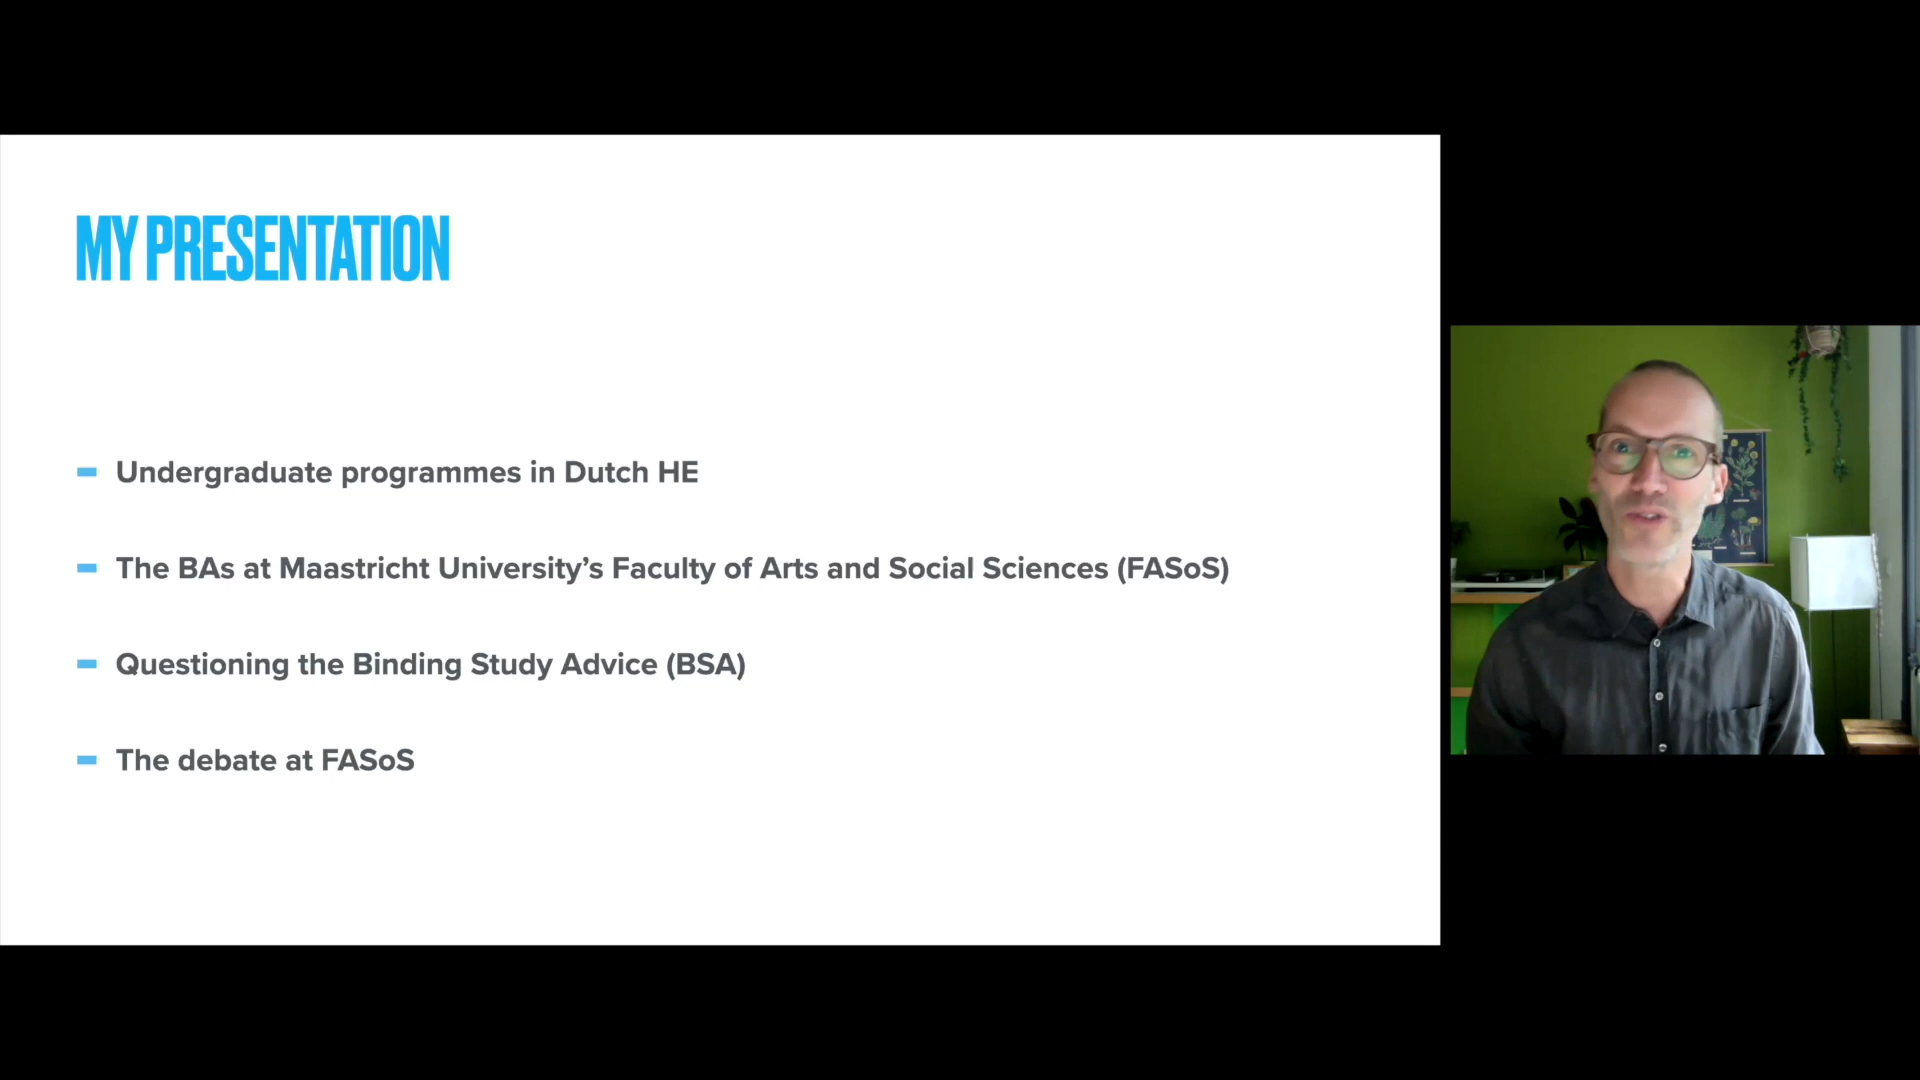 MY PRESENTATION
Undergraduate programmes in Dutch HE
The BAs at Maastricht University’s Faculty of Arts and Social Sciences (FASoS)
Questioning the Binding Study Advice (BSA)
The debate at FASoS